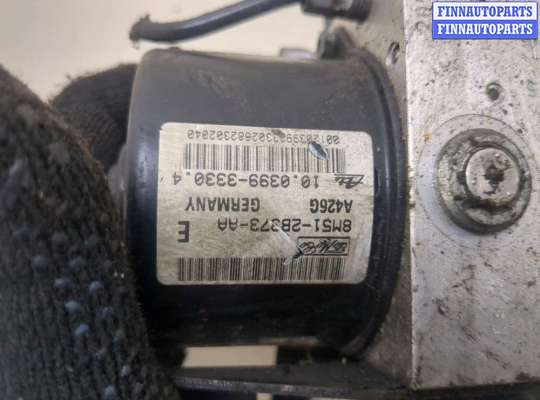 FINNAUTOPARTS
FINNAUTOPARTS
8M51-2B373-AA
E
A426G
GERMANY
10.0399-3330.4